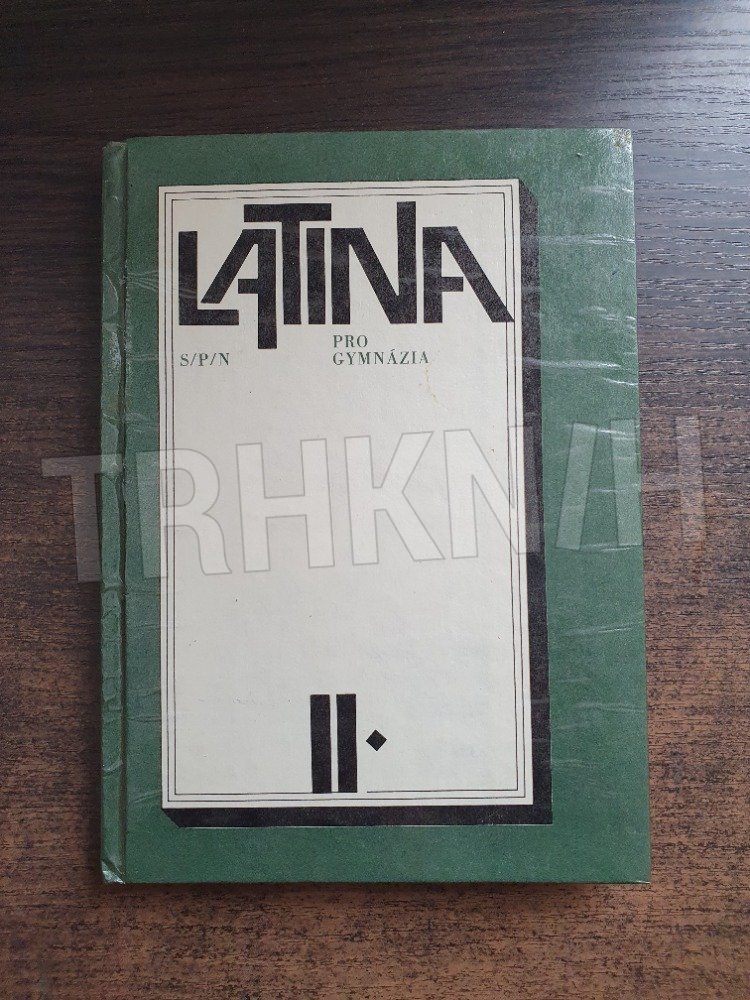 LATINA
PRO
S/P/N GYMNÁZIA
TRHKNIH
II.